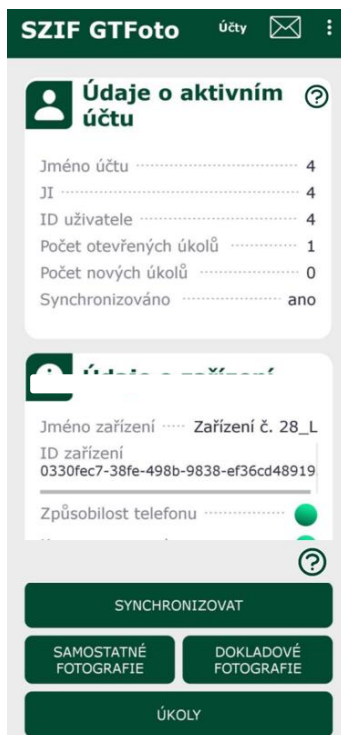 SZIF GTFoto Účty
Údaje o aktivním
účtu
Jméno účtu 4
JI 4
ID uživatele 4
Počet otevřených úkolů 1
Počet nových úkolů 0
Synchronizováno ano
Údaje o zařízení
Jméno zařízení Zařízení č. 28_L
ID zařízení
0330fec7-38fe-498b-9838-ef36cd48919
Způsobilost telefonu
SYNCHRONIZOVAT
SAMOSTATNÉ DOKLADOVÉ
FOTOGRAFIE FOTOGRAFIE
ÚKOLY